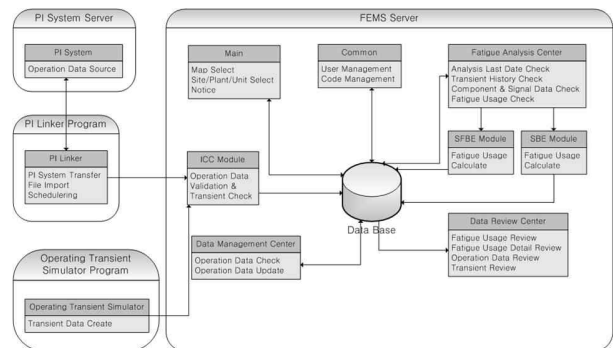 PI System Server
PI System
Operation Data Source
PI Linker Program
PI Linker
PI System Transfer
File Import
Schedulering
Operating Transient
Simulator Program
Operating Transient Simulator
Transient Data Create
FEMS Server
Main
Map Select
Site/Plant/Unit Select
Notice
Common
User Management
Code Management
Fatigue Analysis Center
Analysis Last Date Check
Transient History Check
Component & Signal Data Check
Fatigue Usage Check
SFBE Module
Fatigue Usage
Calculate
SBE Module
Fatigue Usage
Calculate
ICC Module
Operation Data
Validation &
Transient Check
Data Base
Data Management Center
Operation Data Check
Operation Data Update
Data Review Center
Fatigue Usage Review
Fatigue Usage Detail Review
Operation Data Review
Transient Review